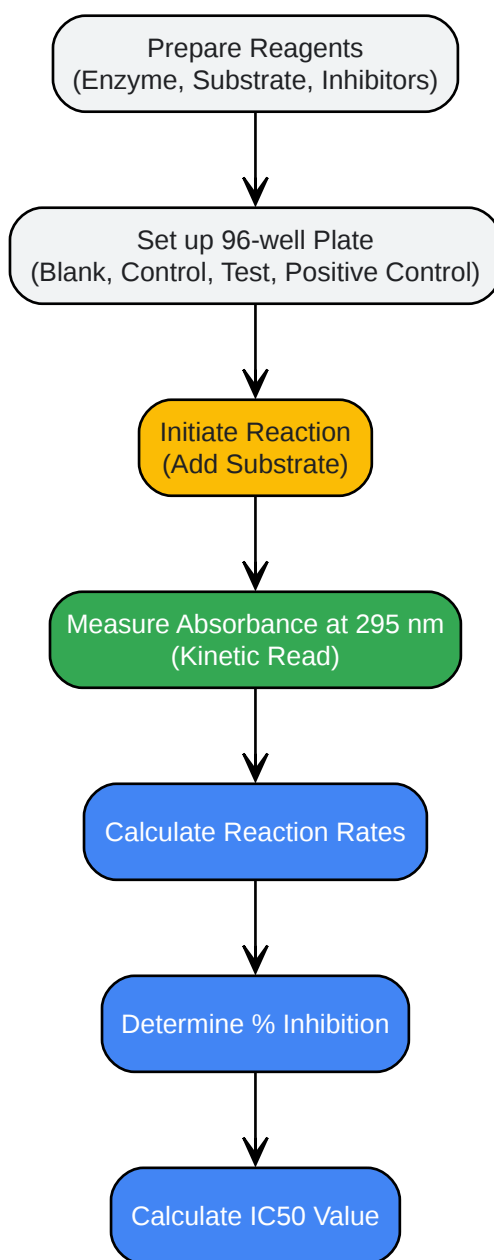 Prepare Reagents
(Enzyme, Substrate, Inhibitors)
Set up 96-well Plate
(Blank, Control, Test, Positive Control)
Initiate Reaction
(Add Substrate)
Measure Absorbance at 295 nm
(Kinetic Read)
Calculate Reaction Rates
Determine % Inhibition
Calculate IC50 Value